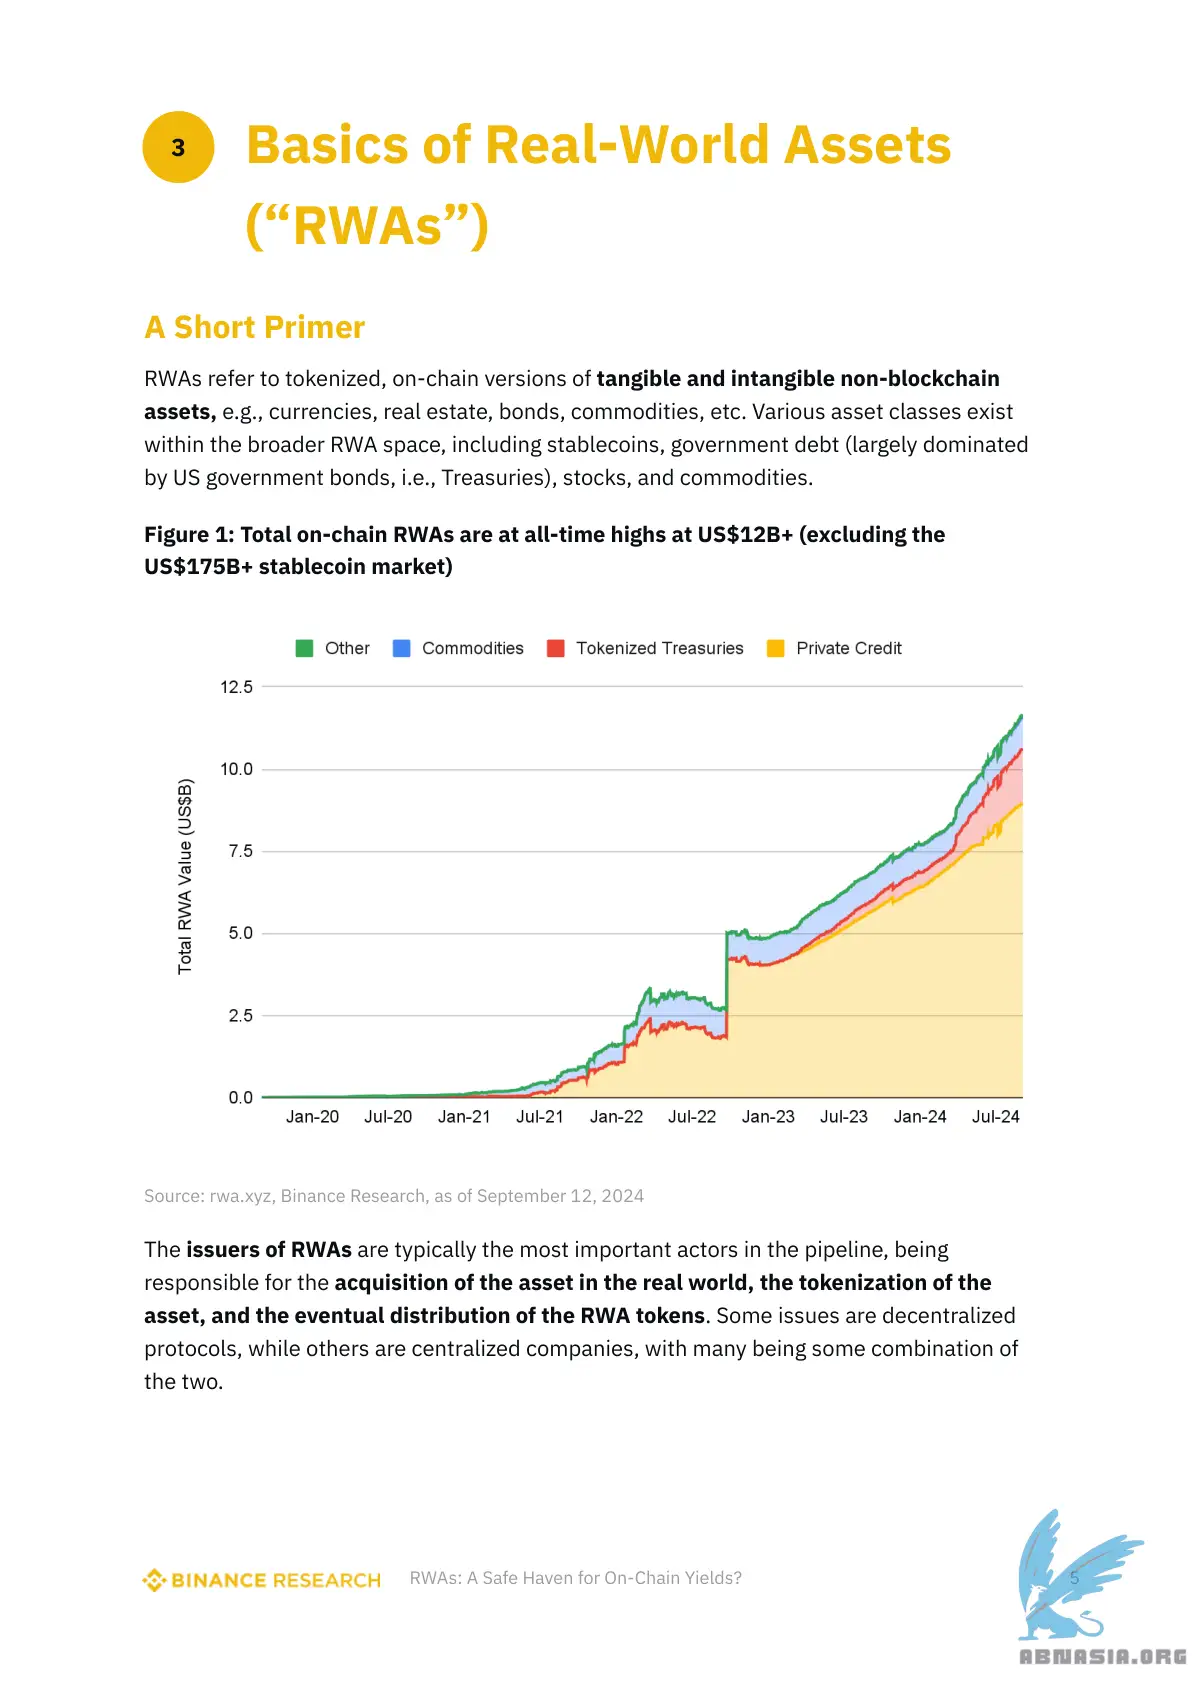 3
Basics of Real-World Assets
(“RWAs”)
A Short Primer
RWAs refer to tokenized, on-chain versions of tangible and intangible non-blockchain
assets, e.g., currencies, real estate, bonds, commodities, etc. Various asset classes exist
within the broader RWA space, including stablecoins, government debt (largely dominated
by US government bonds, i.e., Treasuries), stocks, and commodities.
Figure 1: Total on-chain RWAs are at all-time highs at US$12B+ (excluding the
US$175B+ stablecoin market)
Other Commodities Tokenized Treasuries Private Credit
Total RWA Value (US$B)
12.5
10.0
7.5
5.0
2.5
0.0
Jan-20 Jul-20 Jan-21 Jul-21 Jan-22 Jul-22 Jan-23 Jul-23 Jan-24 Jul-24
Source: rwa.xyz, Binance Research, as of September 12, 2024
The issuers of RWAs are typically the most important actors in the pipeline, being
responsible for the acquisition of the asset in the real world, the tokenization of the
asset, and the eventual distribution of the RWA tokens. Some issues are decentralized
protocols, while others are centralized companies, with many being some combination of
the two.
BINANCE RESEARCH RWAs: A Safe Haven for On-Chain Yields? 5
ABNASIA.ORG